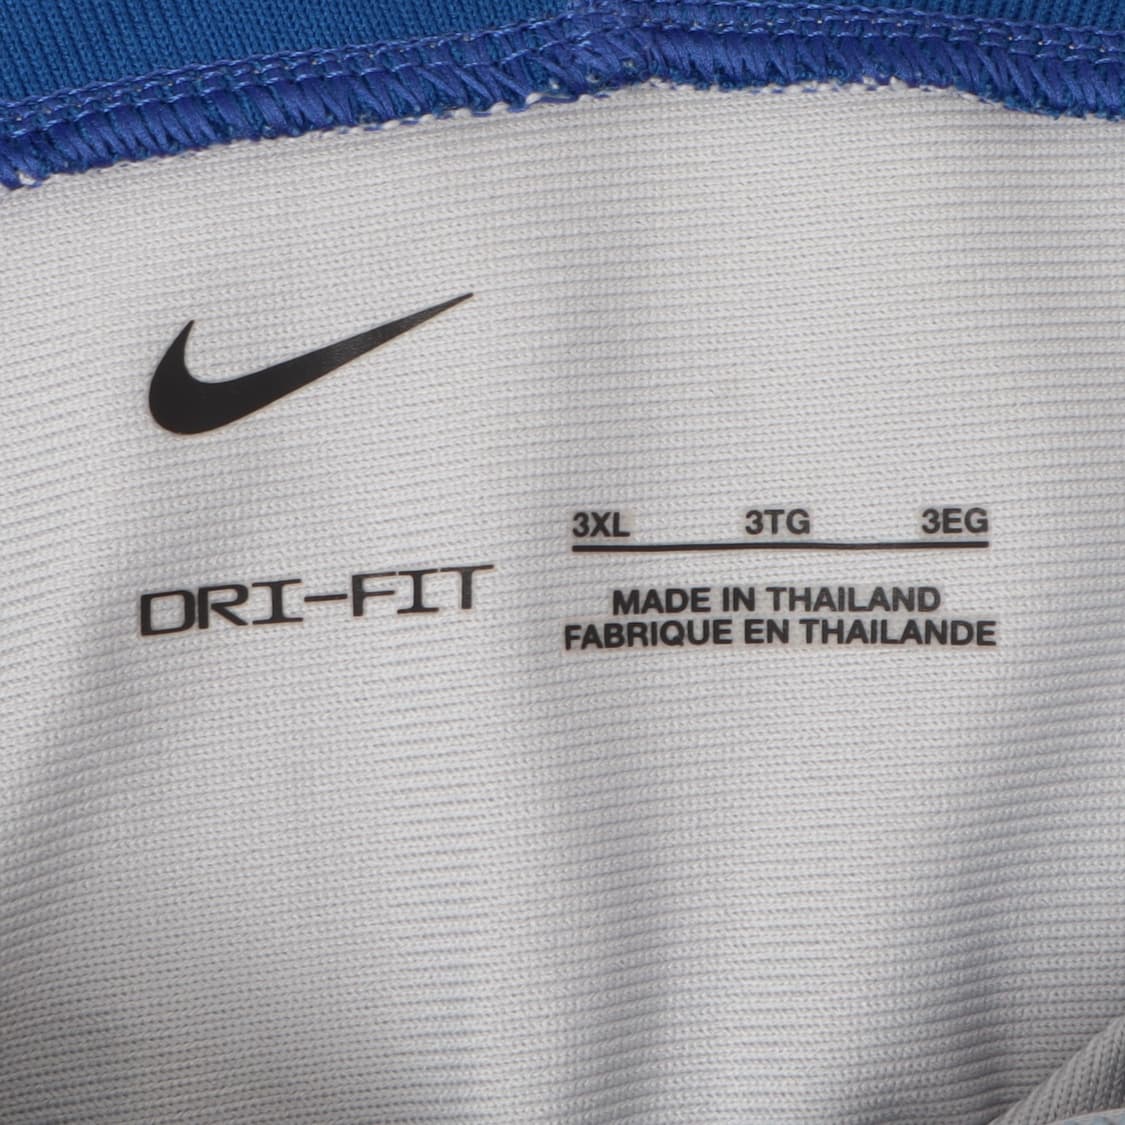 DRI-FIT
3XL 3TG 3EG
MADE IN THAILAND
FABRIQUE EN THAILANDE